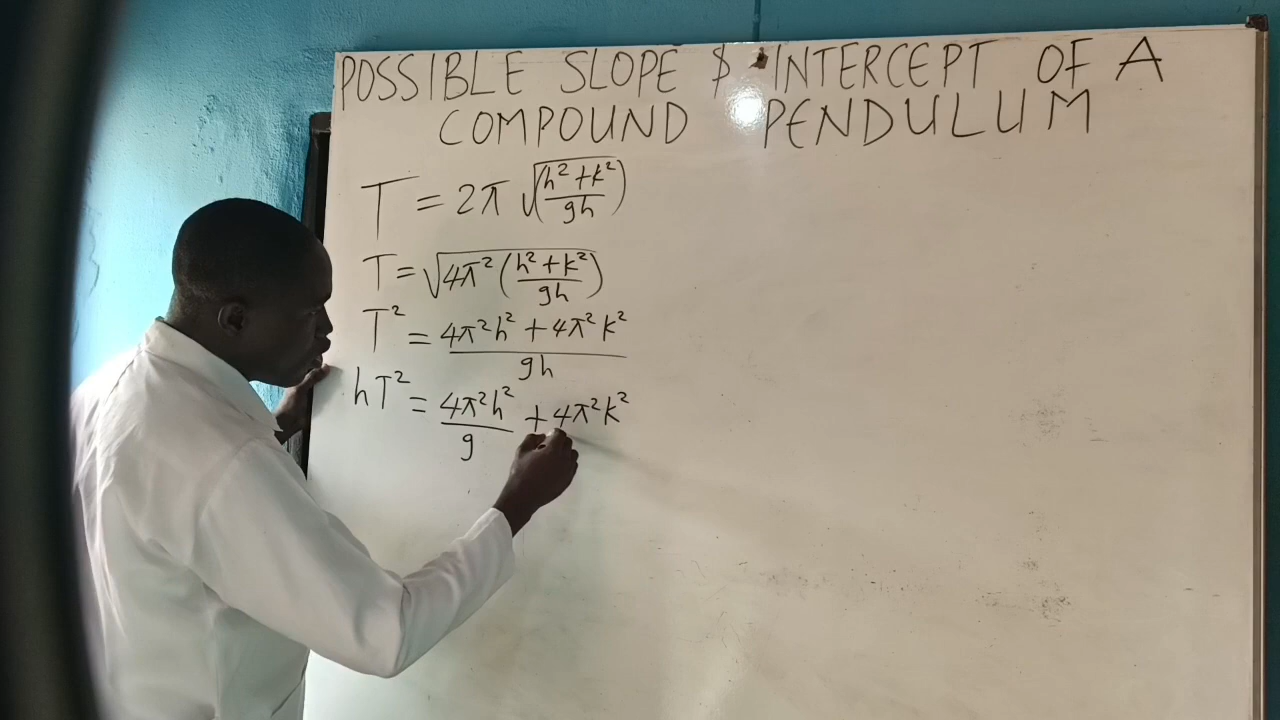 POSSIBLE SLOPE $ INTERCEPT OF A
COMPOUND PENDULUM
T = 2π √((h² + k²)/gh)
T = √(4π² ((h² + k²)/gh))
T² = (4π²h² + 4π²k²)/gh
hT² = 4π²h²/g + 4π²k²